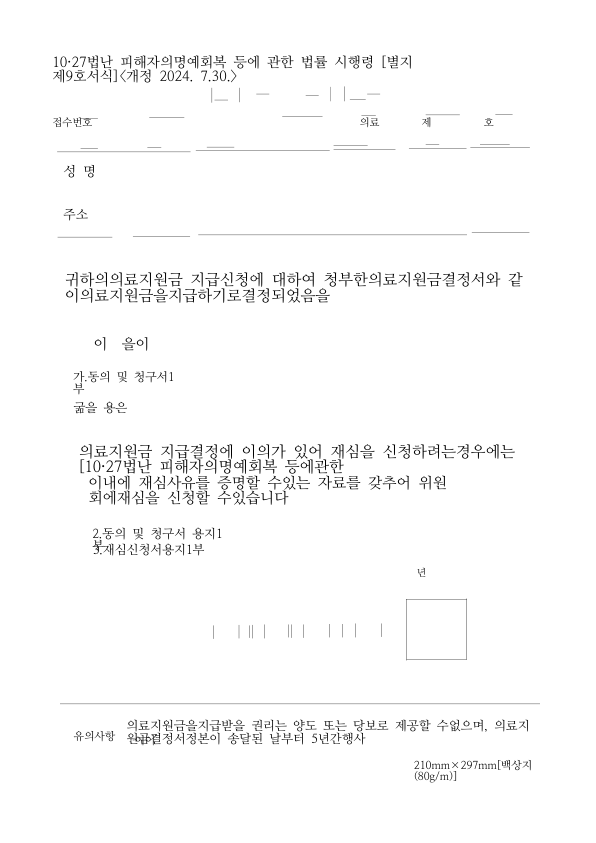 10·27법난 피해자의명예회복 등에 관한 법률 시행령 [별지
제9호서식]<개정 2024. 7.30.>
접수번호 의료 제 호
성 명
주소
귀하의의료지원금 지급신청에 대하여 청부한의료지원금결정서와 같
이의료지원금을지급하기로결정되었음을
이 을이
가.동의 및 청구서1
부
굶을 용은
의료지원금 지급결정에 이의가 있어 재심을 신청하려는경우에는
[10·27법난 피해자의명예회복 등에관한
이내에 재심사유를 증명할 수있는 자료를 갖추어 위원
회에재심을 신청할 수있습니다
2.동의 및 청구서 용지1
부
3.재심신청서용지1부
년
의료지원금을지급받을 권리는 양도 또는 당보로 제공할 수없으며, 의료지
유의사항
원금결정서정본이 송달된 날부터 5년간행사
210mm×297mm[백상지
(80g/m)]